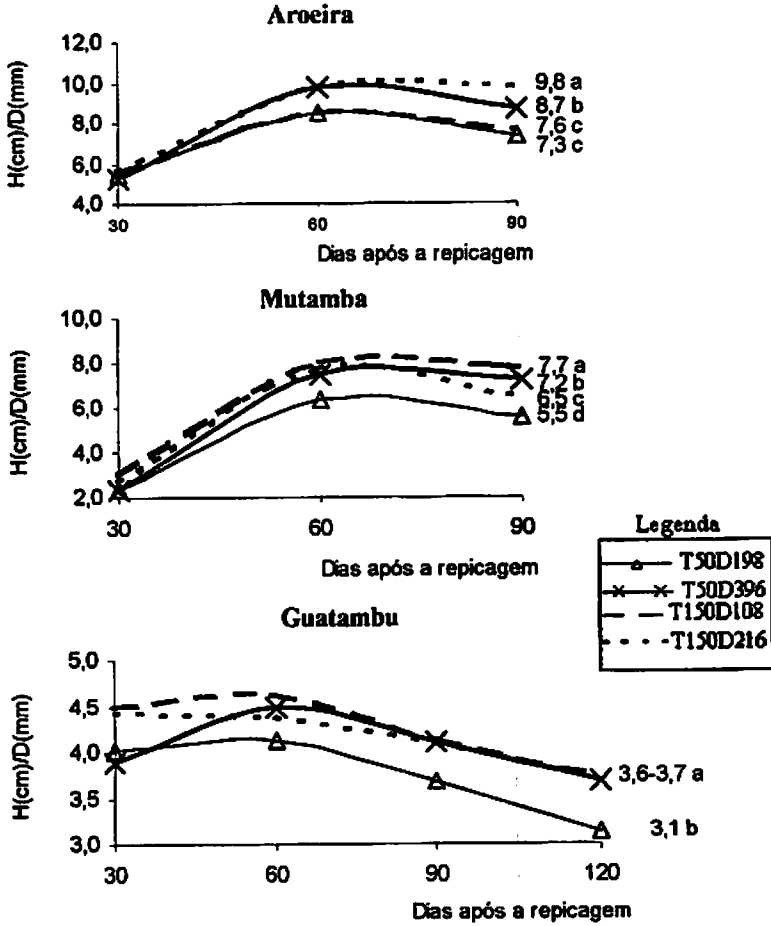 Aroeira
H(cm)/D(mm)
12,0
10,0
8,0
6,0
4,0
30
60
90
9,8 a
8,7 b
7,6 c
7,3 c
Dias após a repicagem
Mutamba
H(cm)/D(mm)
10,0
8,0
6,0
4,0
2,0
30
60
90
7,7 a
7,2 b
6,5 c
5,5 d
Dias após a repicagem
Legenda
T50D198
T50D396
T150D108
T150D216
Guatambu
H(cm)/D(mm)
5,0
4,5
4,0
3,5
3,0
30
60
90
120
3,6-3,7 a
3,1 b
Dias após a repicagem